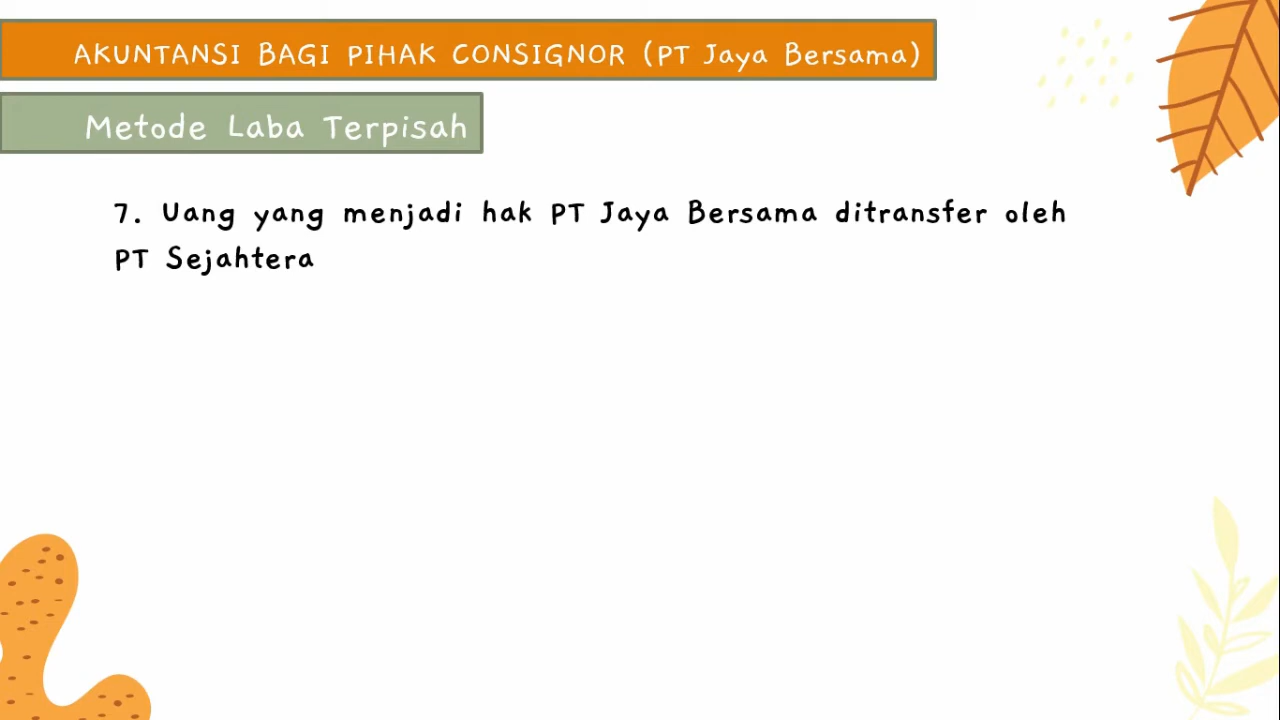 AKUNTANSI BAGI PIHAK CONSIGNOR (PT Jaya Bersama)
Metode Laba Terpisah
7. Uang yang menjadi hak PT Jaya Bersama ditransfer oleh
PT Sejahtera